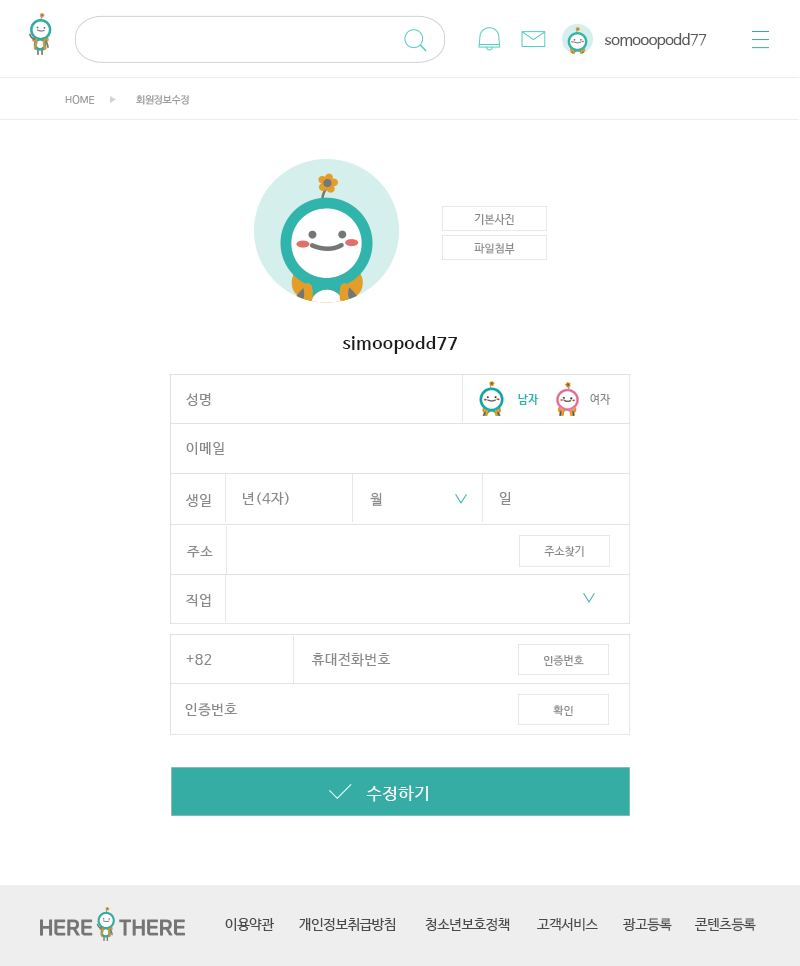 somooopodd77
HOME 회원정보수정
기본사진
파일첨부
simoopodd77
성명 남자 여자
이메일
생일 년(4자) 월 일
주소 주소찾기
직업
+82 휴대전화번호 인증번호
인증번호 확인
수정하기
HERE THERE 이용약관 개인정보취급방침 청소년보호정책 고객서비스 광고등록 콘텐츠등록